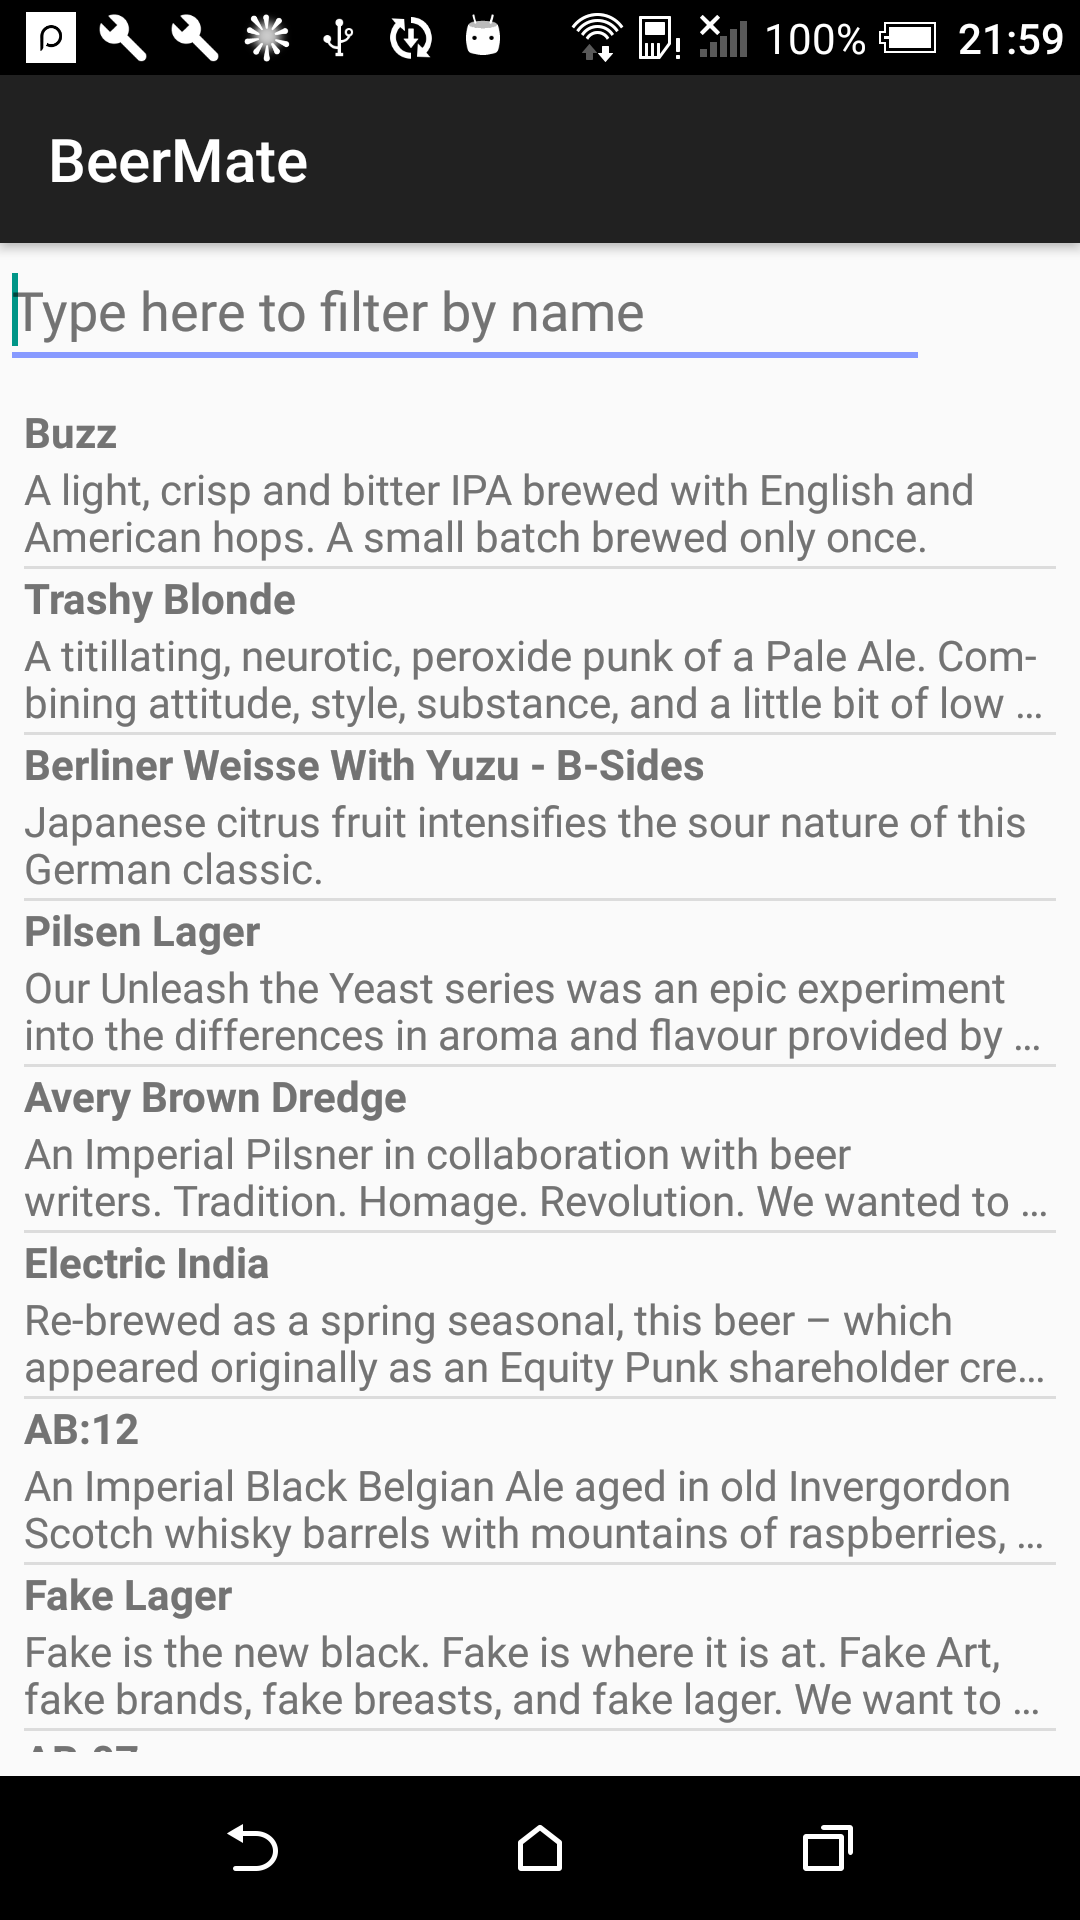 100% 21:59
BeerMate
Type here to filter by name
Buzz
A light, crisp and bitter IPA brewed with English and
American hops. A small batch brewed only once.
Trashy Blonde
A titillating, neurotic, peroxide punk of a Pale Ale. Com-
bining attitude, style, substance, and a little bit of low ...
Berliner Weisse With Yuzu - B-Sides
Japanese citrus fruit intensifies the sour nature of this
German classic.
Pilsen Lager
Our Unleash the Yeast series was an epic experiment
into the differences in aroma and flavour provided by ...
Avery Brown Dredge
An Imperial Pilsner in collaboration with beer
writers. Tradition. Homage. Revolution. We wanted to ...
Electric India
Re-brewed as a spring seasonal, this beer – which
appeared originally as an Equity Punk shareholder cre...
AB:12
An Imperial Black Belgian Ale aged in old Invergordon
Scotch whisky barrels with mountains of raspberries, ...
Fake Lager
Fake is the new black. Fake is where it is at. Fake Art,
fake brands, fake breasts, and fake lager. We want to ...